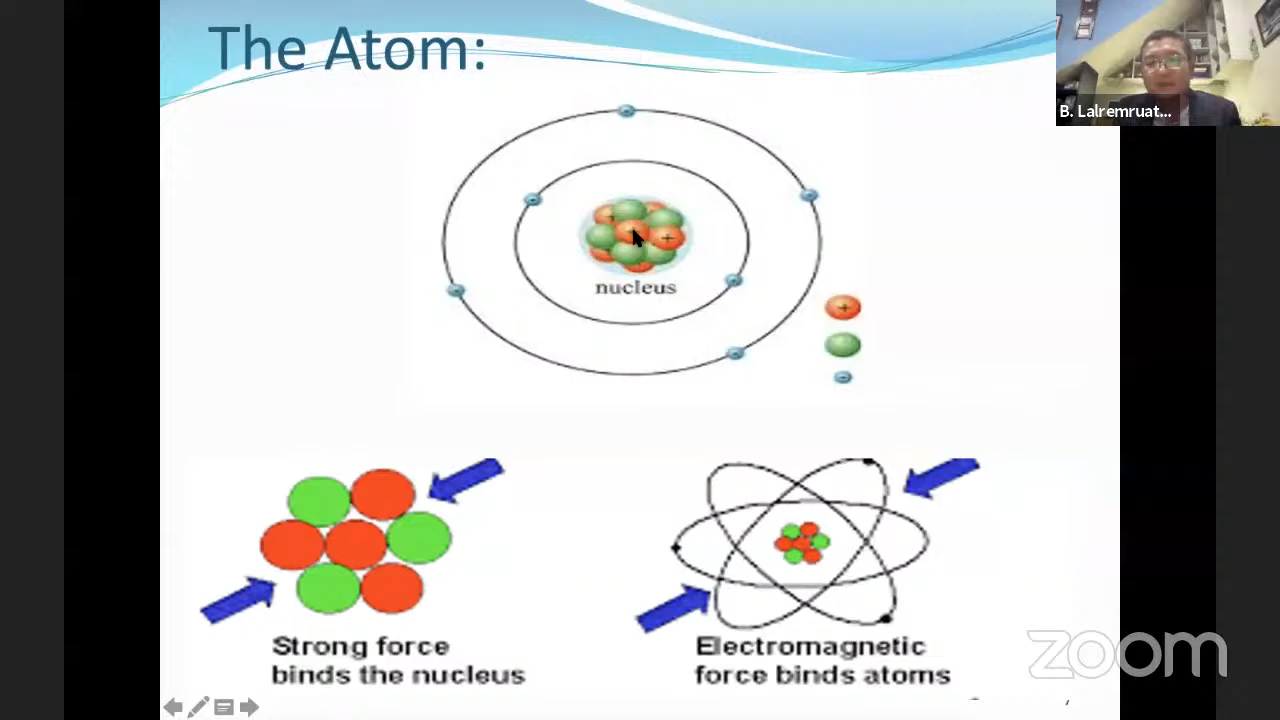 The Atom:
B. Lalremruat...
nucleus
+
+
+
-
Strong force
binds the nucleus
Electromagnetic
force binds atoms
zoom